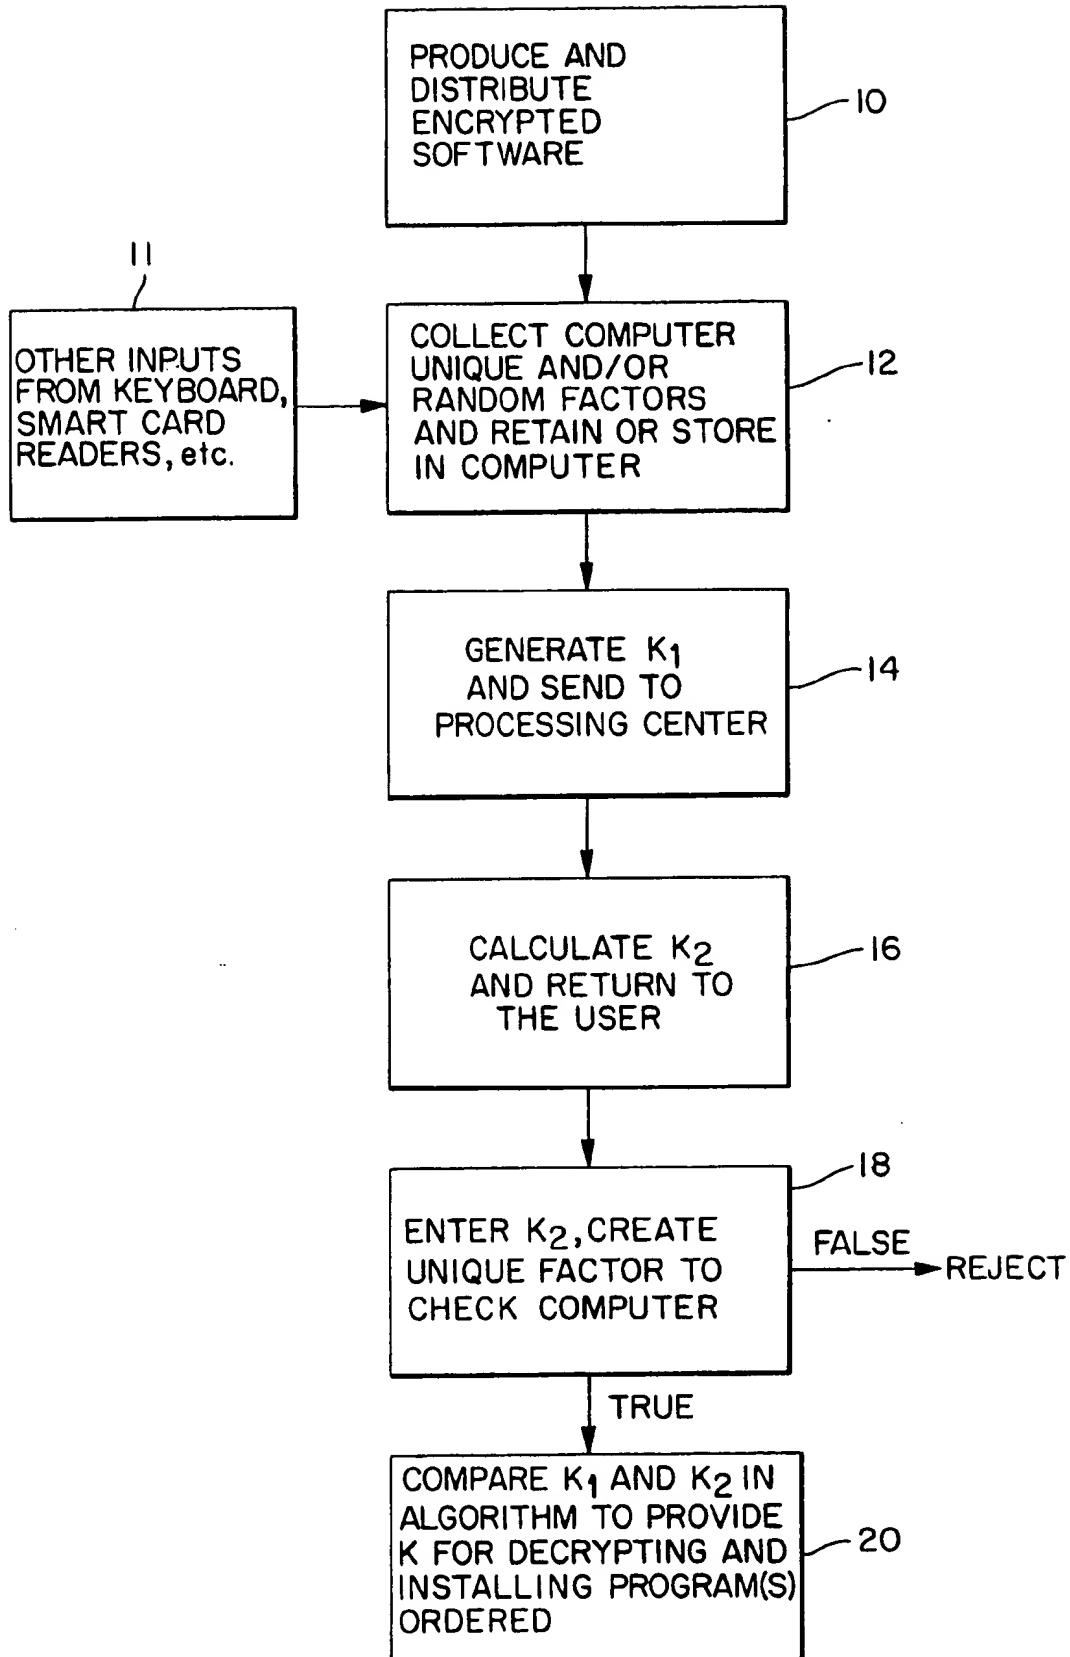 PRODUCE AND
DISTRIBUTE
ENCRYPTED
SOFTWARE
10
11
OTHER INPUTS
FROM KEYBOARD,
SMART CARD
READERS, etc.
COLLECT COMPUTER
UNIQUE AND/OR
RANDOM FACTORS
AND RETAIN OR STORE
IN COMPUTER
12
GENERATE K1
AND SEND TO
PROCESSING CENTER
14
CALCULATE K2
AND RETURN TO
THE USER
16
ENTER K2, CREATE
UNIQUE FACTOR TO
CHECK COMPUTER
18
FALSE
REJECT
TRUE
COMPARE K1 AND K2 IN
ALGORITHM TO PROVIDE
K FOR DECRYPTING AND
INSTALLING PROGRAM(S)
ORDERED
20